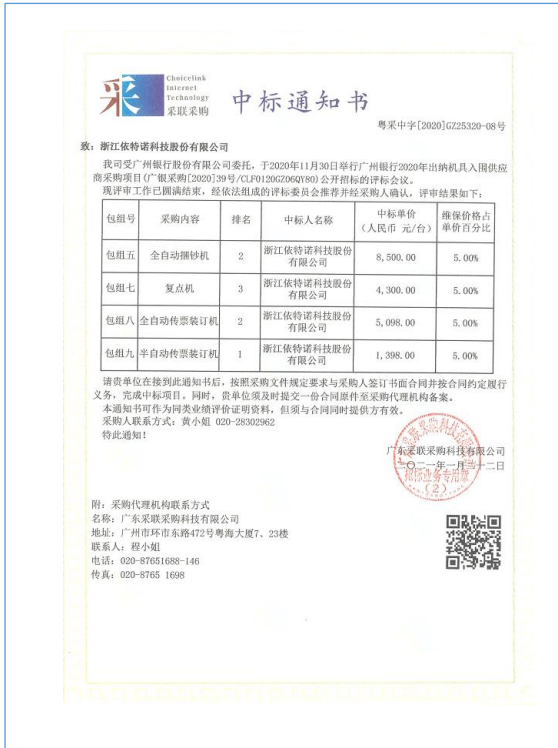 采
Choicelink
Internet
Technology
采联采购
中标通知书
粤采中字[2020]GZ25320-08号
致：浙江依特诺科技股份有限公司
我司受广州银行股份有限公司委托，于2020年11月30日举行广州银行2020年出纳机具入围供应
商采购项目(广银采购[2020]39号/CLF0120GZ06QY80)公开招标的评标会议。
现评审工作已圆满结束，经依法组成的评标委员会推荐并经采购人确认，评审结果如下：
包组号 采购内容 排名 中标人名称 中标单价（人民币 元/台） 维保价格占单价百分比
包组五 全自动捆钞机 2 浙江依特诺科技股份有限公司 8,500.00 5.00%
包组七 复点机 3 浙江依特诺科技股份有限公司 4,300.00 5.00%
包组八 全自动传票装订机 2 浙江依特诺科技股份有限公司 5,098.00 5.00%
包组九 半自动传票装订机 1 浙江依特诺科技股份有限公司 1,398.00 5.00%
请贵单位在接到此通知书后，按照采购文件规定要求与采购人签订书面合同并按合同约定履行
义务，完成中标项目。同时，贵单位须及时提交一份合同原件至采购代理机构备案。
本通知书可作为同类业绩评价证明资料，但须与合同同时提供方有效。
采购人联系方式：黄小姐 020-28302962
特此通知！
广东采联采购科技有限公司
二〇二一年一月二十二日
招标业务专用章
（2）
附：采购代理机构联系方式
名称：广东采联采购科技有限公司
地址：广州市环市东路472号粤海大厦7、23楼
联系人：程小姐
电话：020-87651688-146
传真：020-8765 1698